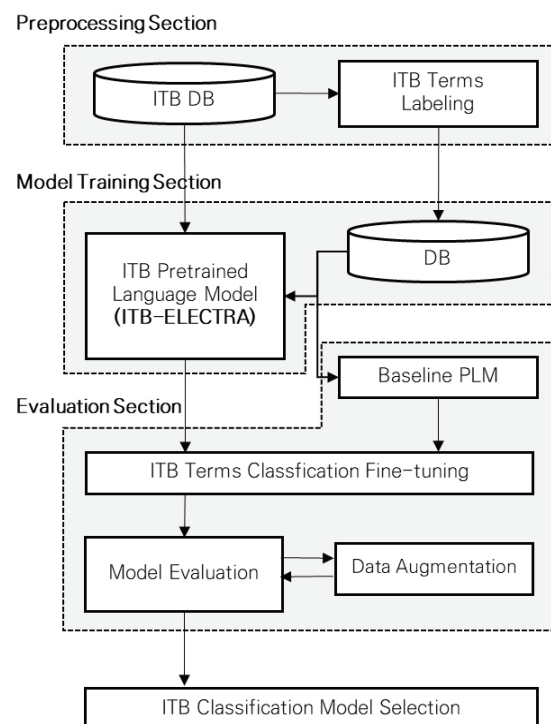 Preprocessing Section
ITB DB
ITB Terms
Labeling
Model Training Section
ITB Pretrained
Language Model
(ITB-ELECTRA)
DB
Baseline PLM
Evaluation Section
ITB Terms Classfication Fine-tuning
Model Evaluation
Data Augmentation
ITB Classification Model Selection